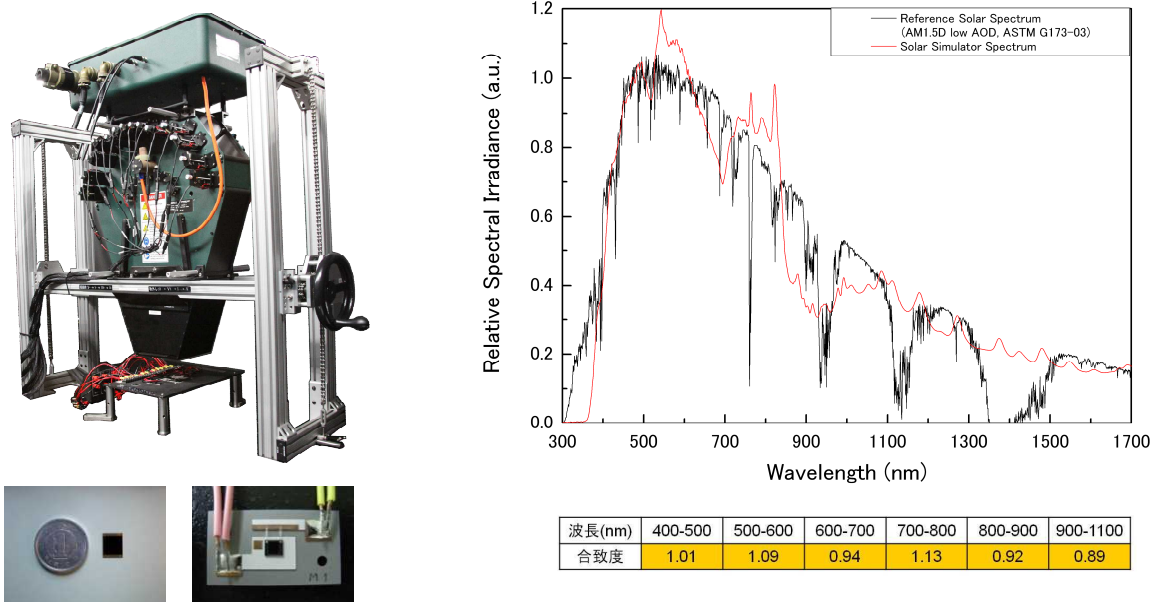 1.2
1.0
0.8
0.6
0.4
0.2
0.0
Relative Spectral Irradiance (a.u.)
Reference Solar Spectrum
(AM1.5D low AOD, ASTM G173-03)
Solar Simulator Spectrum
300 500 700 900 1100 1300 1500 1700
Wavelength (nm)
1
M 1
波長(nm) 400-500 500-600 600-700 700-800 800-900 900-1100
合致度 1.01 1.09 0.94 1.13 0.92 0.89